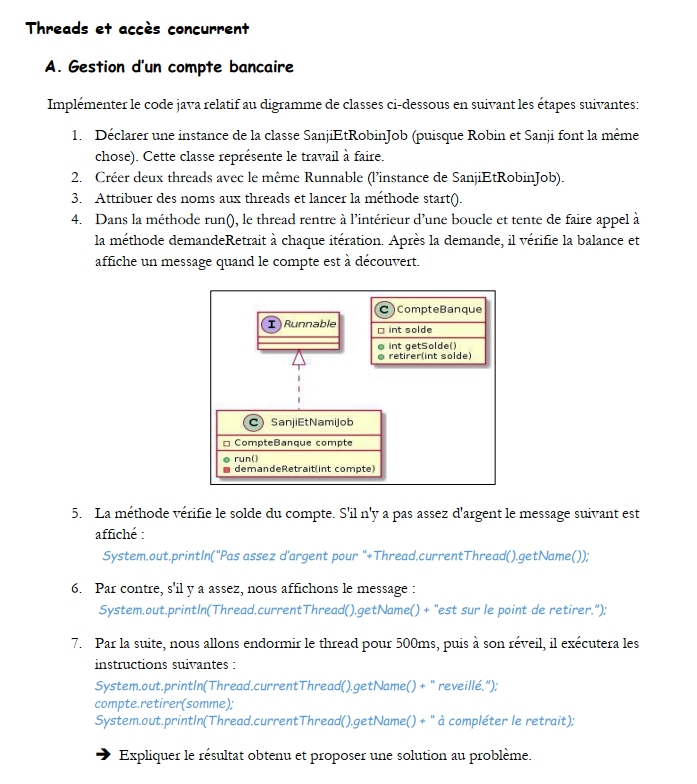 Threads et accès concurrent
A. Gestion d'un compte bancaire
Implémenter le code java relatif au digramme de classes ci-dessous en suivant les étapes suivantes:
1. Déclarer une instance de la classe SanjiEtRobinJob (puisque Robin et Sanji font la même
chose). Cette classe représente le travail à faire.
2. Créer deux threads avec le même Runnable (l'instance de SanjiEtRobinJob).
3. Attribuer des noms aux threads et lancer la méthode start().
4. Dans la méthode run(), le thread rentre à l'intérieur d'une boucle et tente de faire appel à
la méthode demandeRetrait à chaque itération. Après la demande, il vérifie la balance et
affiche un message quand le compte est à découvert.
I Runnable
C CompteBanque
int solde
int getSolde()
retirer(int solde)
C SanjiEtNamiJob
CompteBanque compte
run()
demandeRetrait(int compte)
5. La méthode vérifie le solde du compte. S'il n'y a pas assez d'argent le message suivant est
affiché :
System.out.println("Pas assez d'argent pour "+Thread.currentThread().getName());
6. Par contre, s'il y a assez, nous affichons le message :
System.out.println(Thread.currentThread().getName() + "est sur le point de retirer.");
7. Par la suite, nous allons endormir le thread pour 500ms, puis à son réveil, il exécutera les
instructions suivantes :
System.out.println(Thread.currentThread().getName() + " reveillé.");
compte.retirer(somme);
System.out.println(Thread.currentThread().getName() + " à compléter le retrait);
➔ Expliquer le résultat obtenu et proposer une solution au problème.